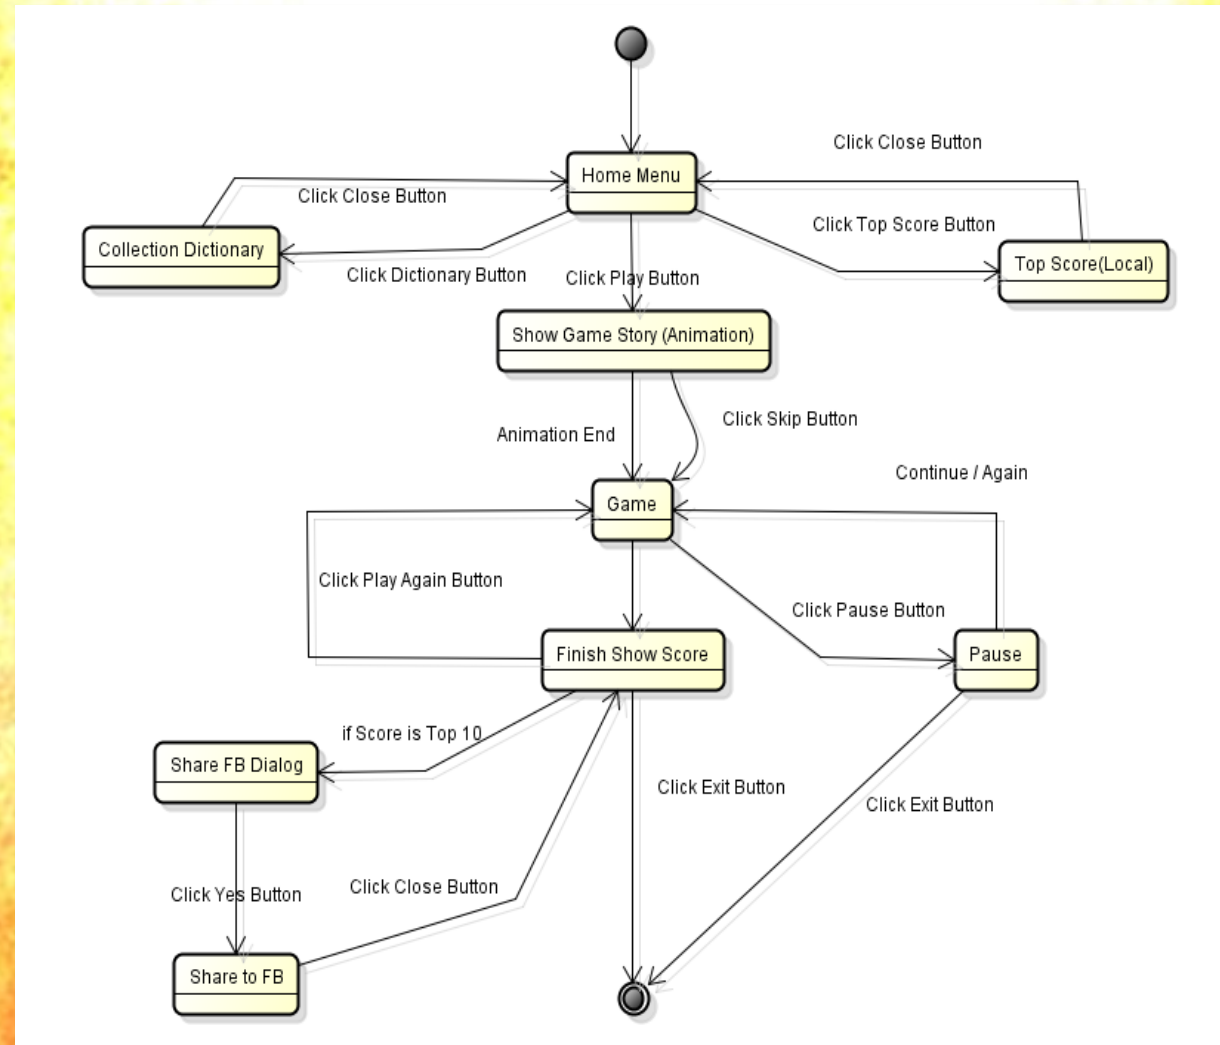 Click Close Button
Home Menu
Click Close Button
Click Top Score Button
Collection Dictionary
Top Score(Local)
Click Dictionary Button
Click Play Button
Show Game Story (Animation)
Click Skip Button
Animation End
Continue / Again
Game
Click Play Again Button
Click Pause Button
Finish Show Score
Pause
if Score is Top 10
Share FB Dialog
Click Exit Button
Click Exit Button
Click Close Button
Click Yes Button
Share to FB